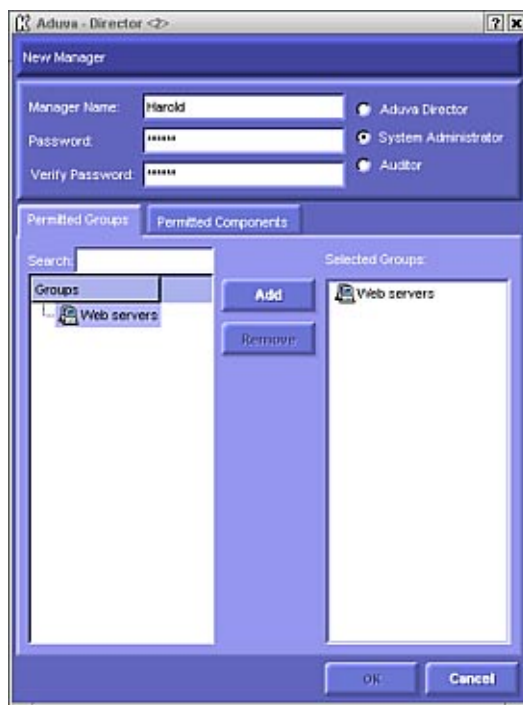 Aduva - Director <2>
New Manager
Manager Name: Harold
Aduva Director
Password: ******
System Administrator
Verify Password: ******
Auditor
Permitted Groups
Permitted Components
Search:
Selected Groups:
Groups
Add
Web servers
Web servers
Remove
OK
Cancel